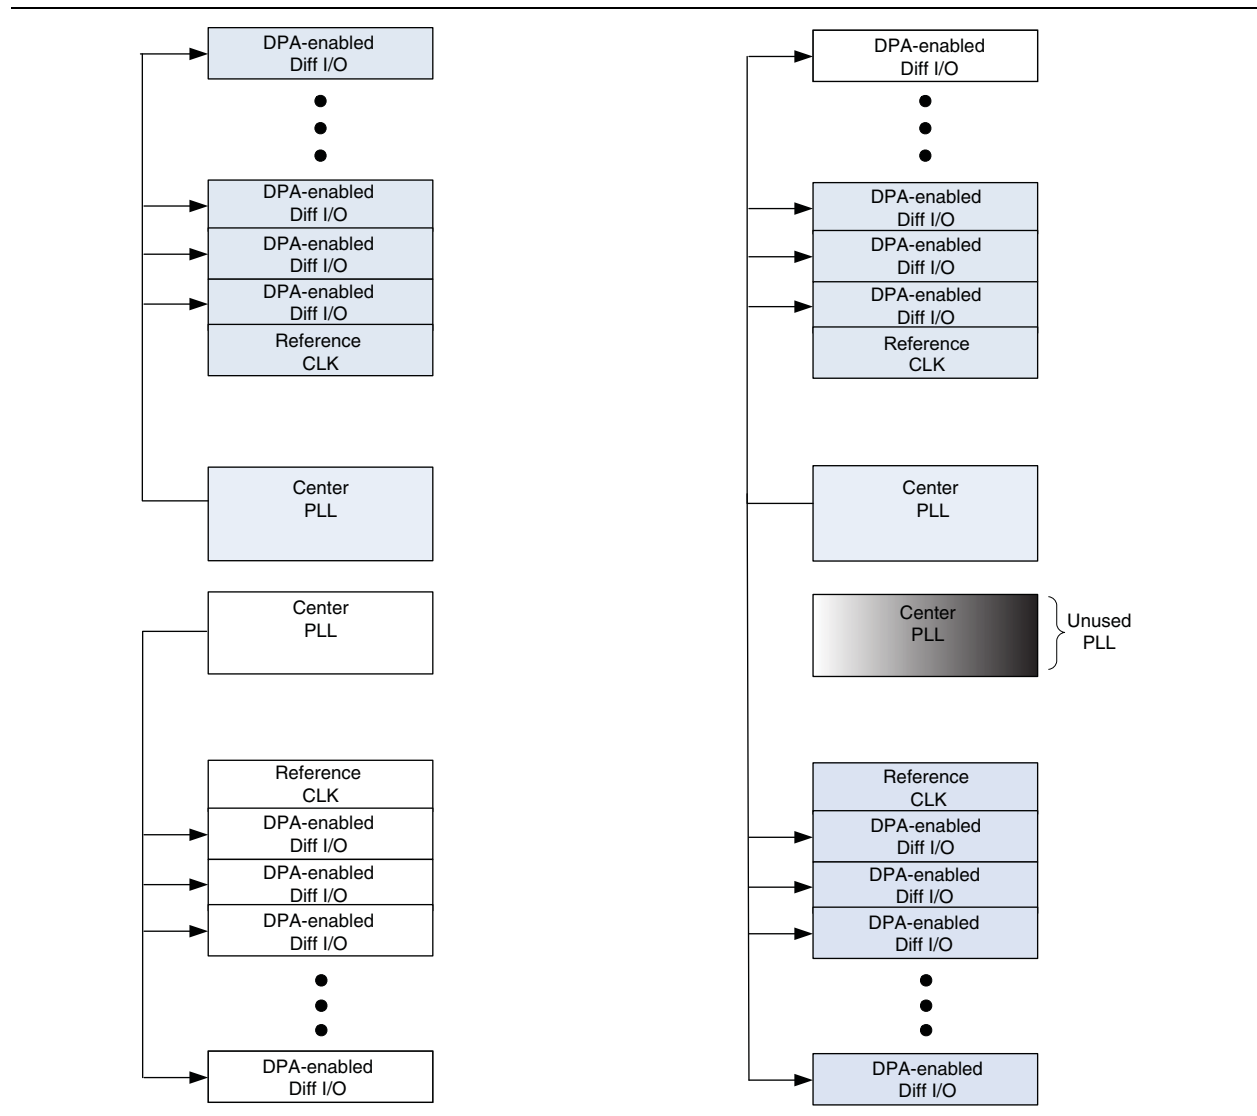 DPA-enabled
Diff I/O
DPA-enabled
Diff I/O
DPA-enabled
Diff I/O
DPA-enabled
Diff I/O
Reference
CLK
Center
PLL
Center
PLL
Reference
CLK
DPA-enabled
Diff I/O
DPA-enabled
Diff I/O
DPA-enabled
Diff I/O
DPA-enabled
Diff I/O
DPA-enabled
Diff I/O
DPA-enabled
Diff I/O
DPA-enabled
Diff I/O
DPA-enabled
Diff I/O
Reference
CLK
Center
PLL
Center
PLL
Unused
PLL
Reference
CLK
DPA-enabled
Diff I/O
DPA-enabled
Diff I/O
DPA-enabled
Diff I/O
DPA-enabled
Diff I/O